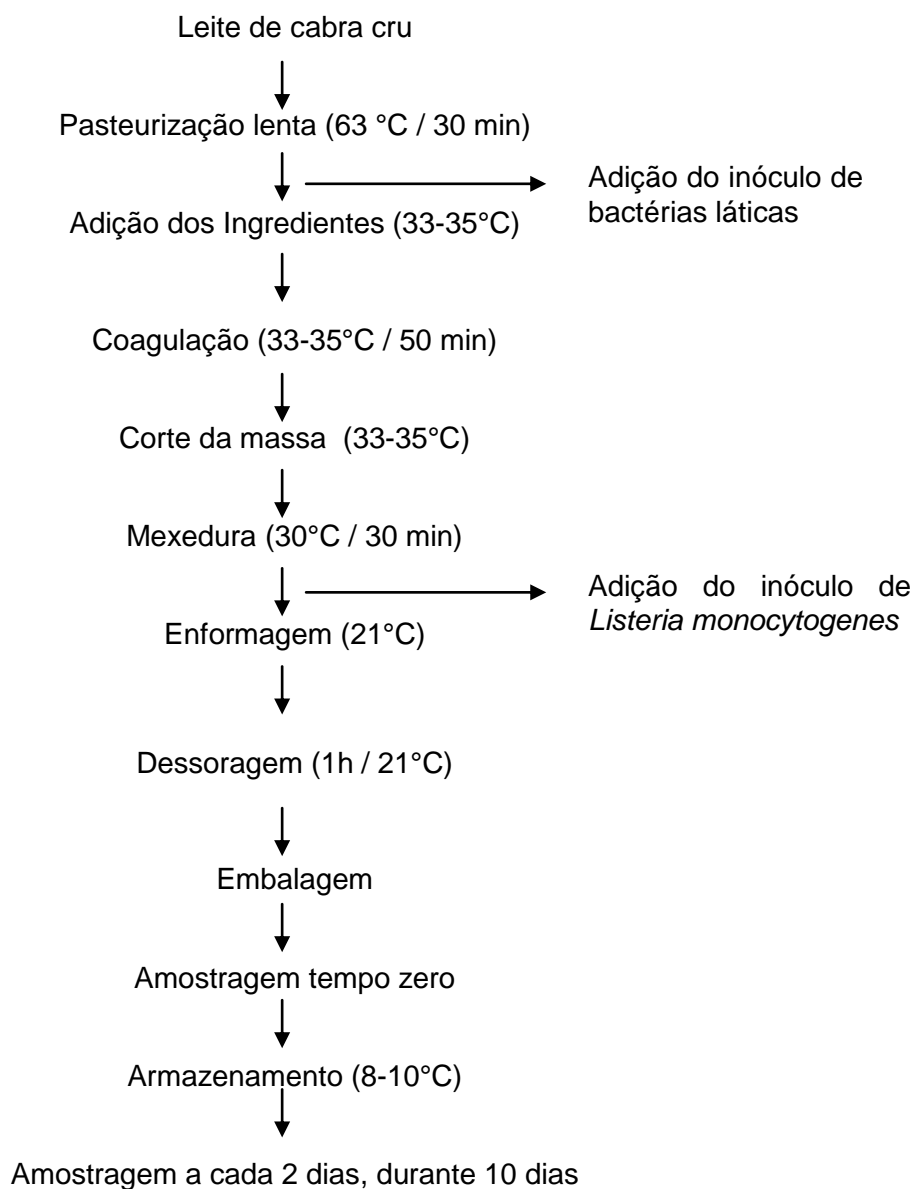 Leite de cabra cru
Pasteurização lenta (63 °C / 30 min)
Adição do inóculo de
bactérias láticas
Adição dos Ingredientes (33-35°C)
Coagulação (33-35°C / 50 min)
Corte da massa (33-35°C)
Mexedura (30°C / 30 min)
Adição do inóculo de
Listeria monocytogenes
Enformagem (21°C)
Dessoragem (1h / 21°C)
Embalagem
Amostragem tempo zero
Armazenamento (8-10°C)
Amostragem a cada 2 dias, durante 10 dias